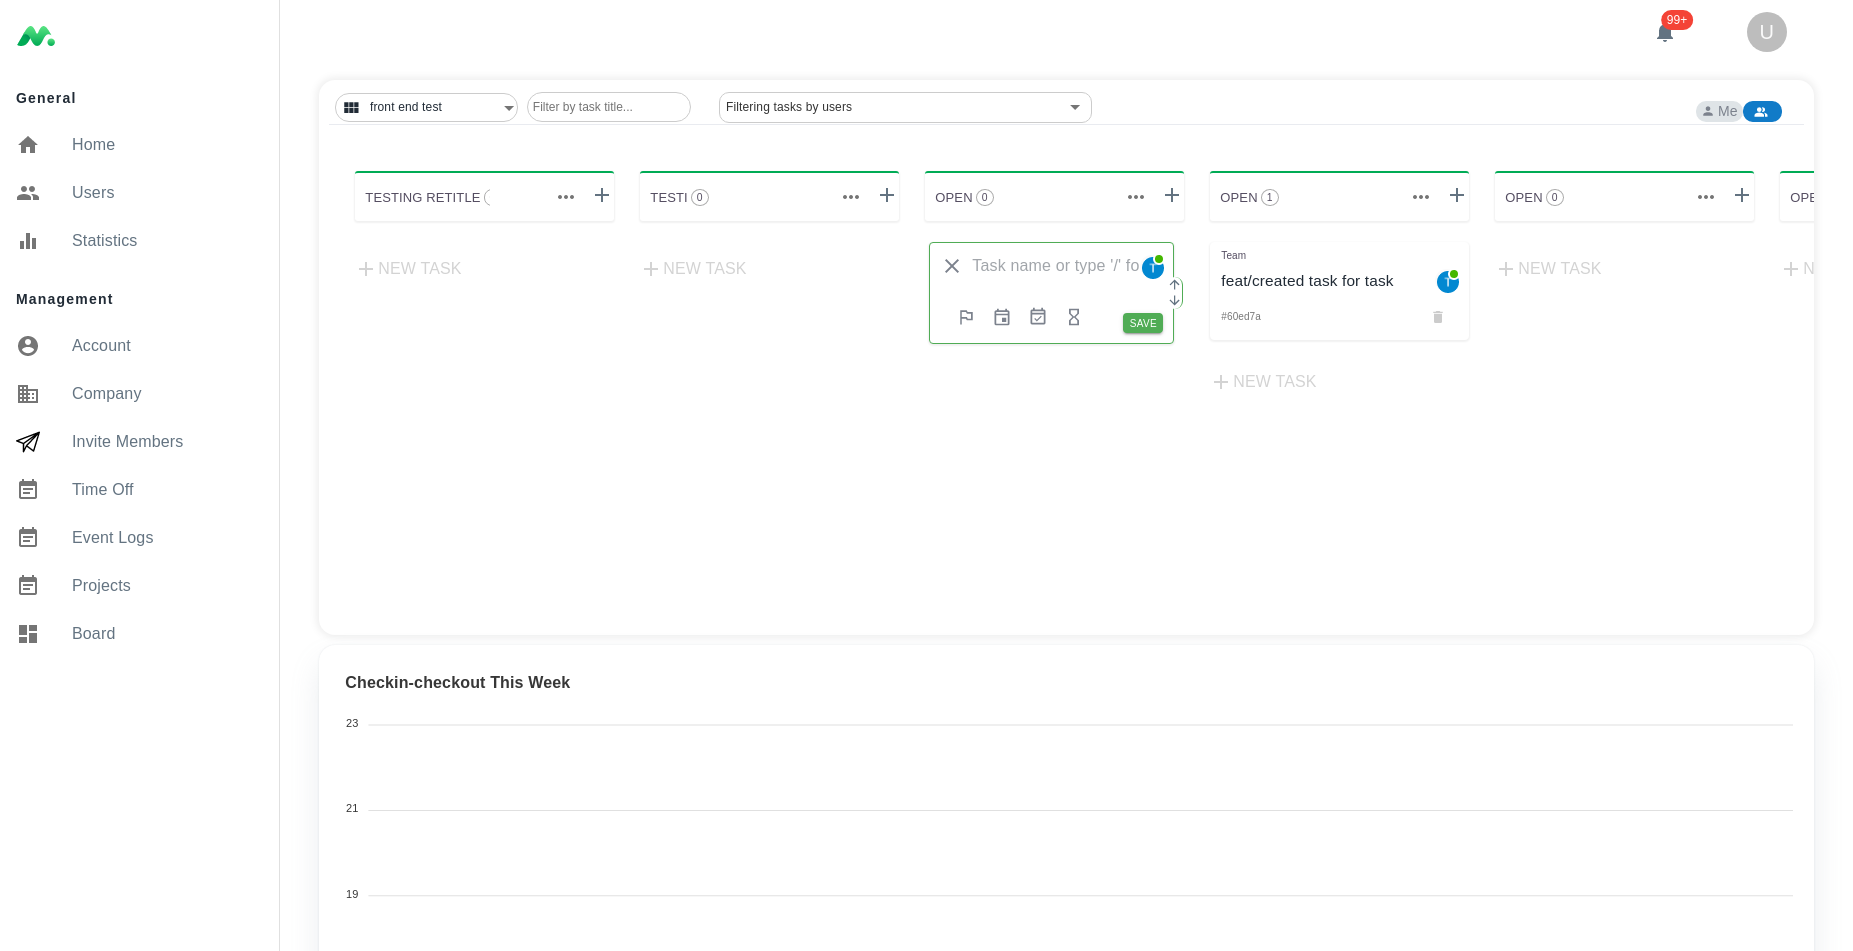 99+
U
General
Home
Users
Statistics
Management
Account
Company
Invite Members
Time Off
Event Logs
Projects
Board
front end test
Filter by task title...
Filtering tasks by users
Me
TESTING RETITLE
TESTI 0
OPEN 0
OPEN 1
OPEN 0
OPE
NEW TASK
NEW TASK
Task name or type '/' fo
T
SAVE
Team
feat/created task for task
T
#60ed7a
NEW TASK
NEW TASK
N
Checkin-checkout This Week
23
21
19